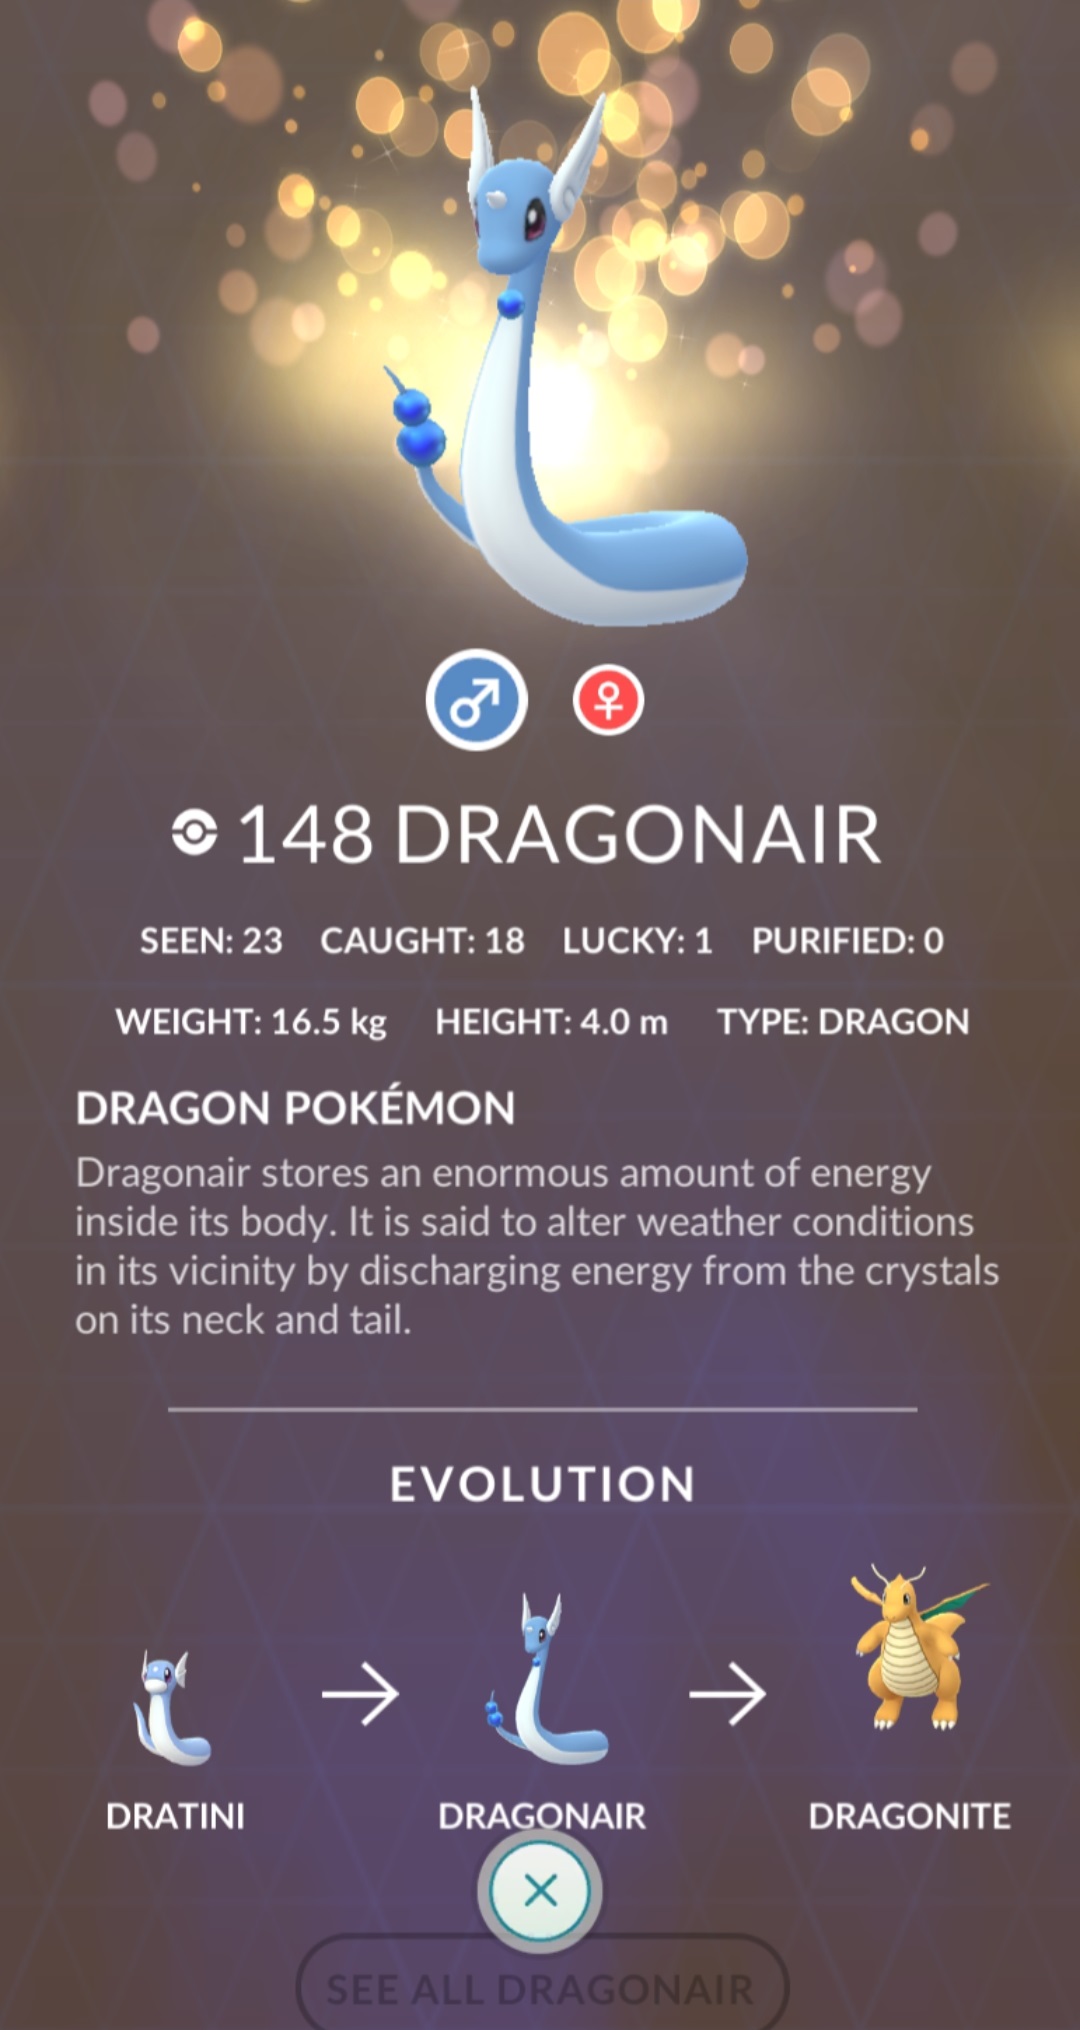 148 DRAGONAIR
SEEN: 23 CAUGHT: 18 LUCKY: 1 PURIFIED: 0
WEIGHT: 16.5 kg HEIGHT: 4.0 m TYPE: DRAGON
DRAGON POKÉMON
Dragonair stores an enormous amount of energy
inside its body. It is said to alter weather conditions
in its vicinity by discharging energy from the crystals
on its neck and tail.
EVOLUTION
DRATINI DRAGONAIR DRAGONITE
SEE ALL DRAGONAIR